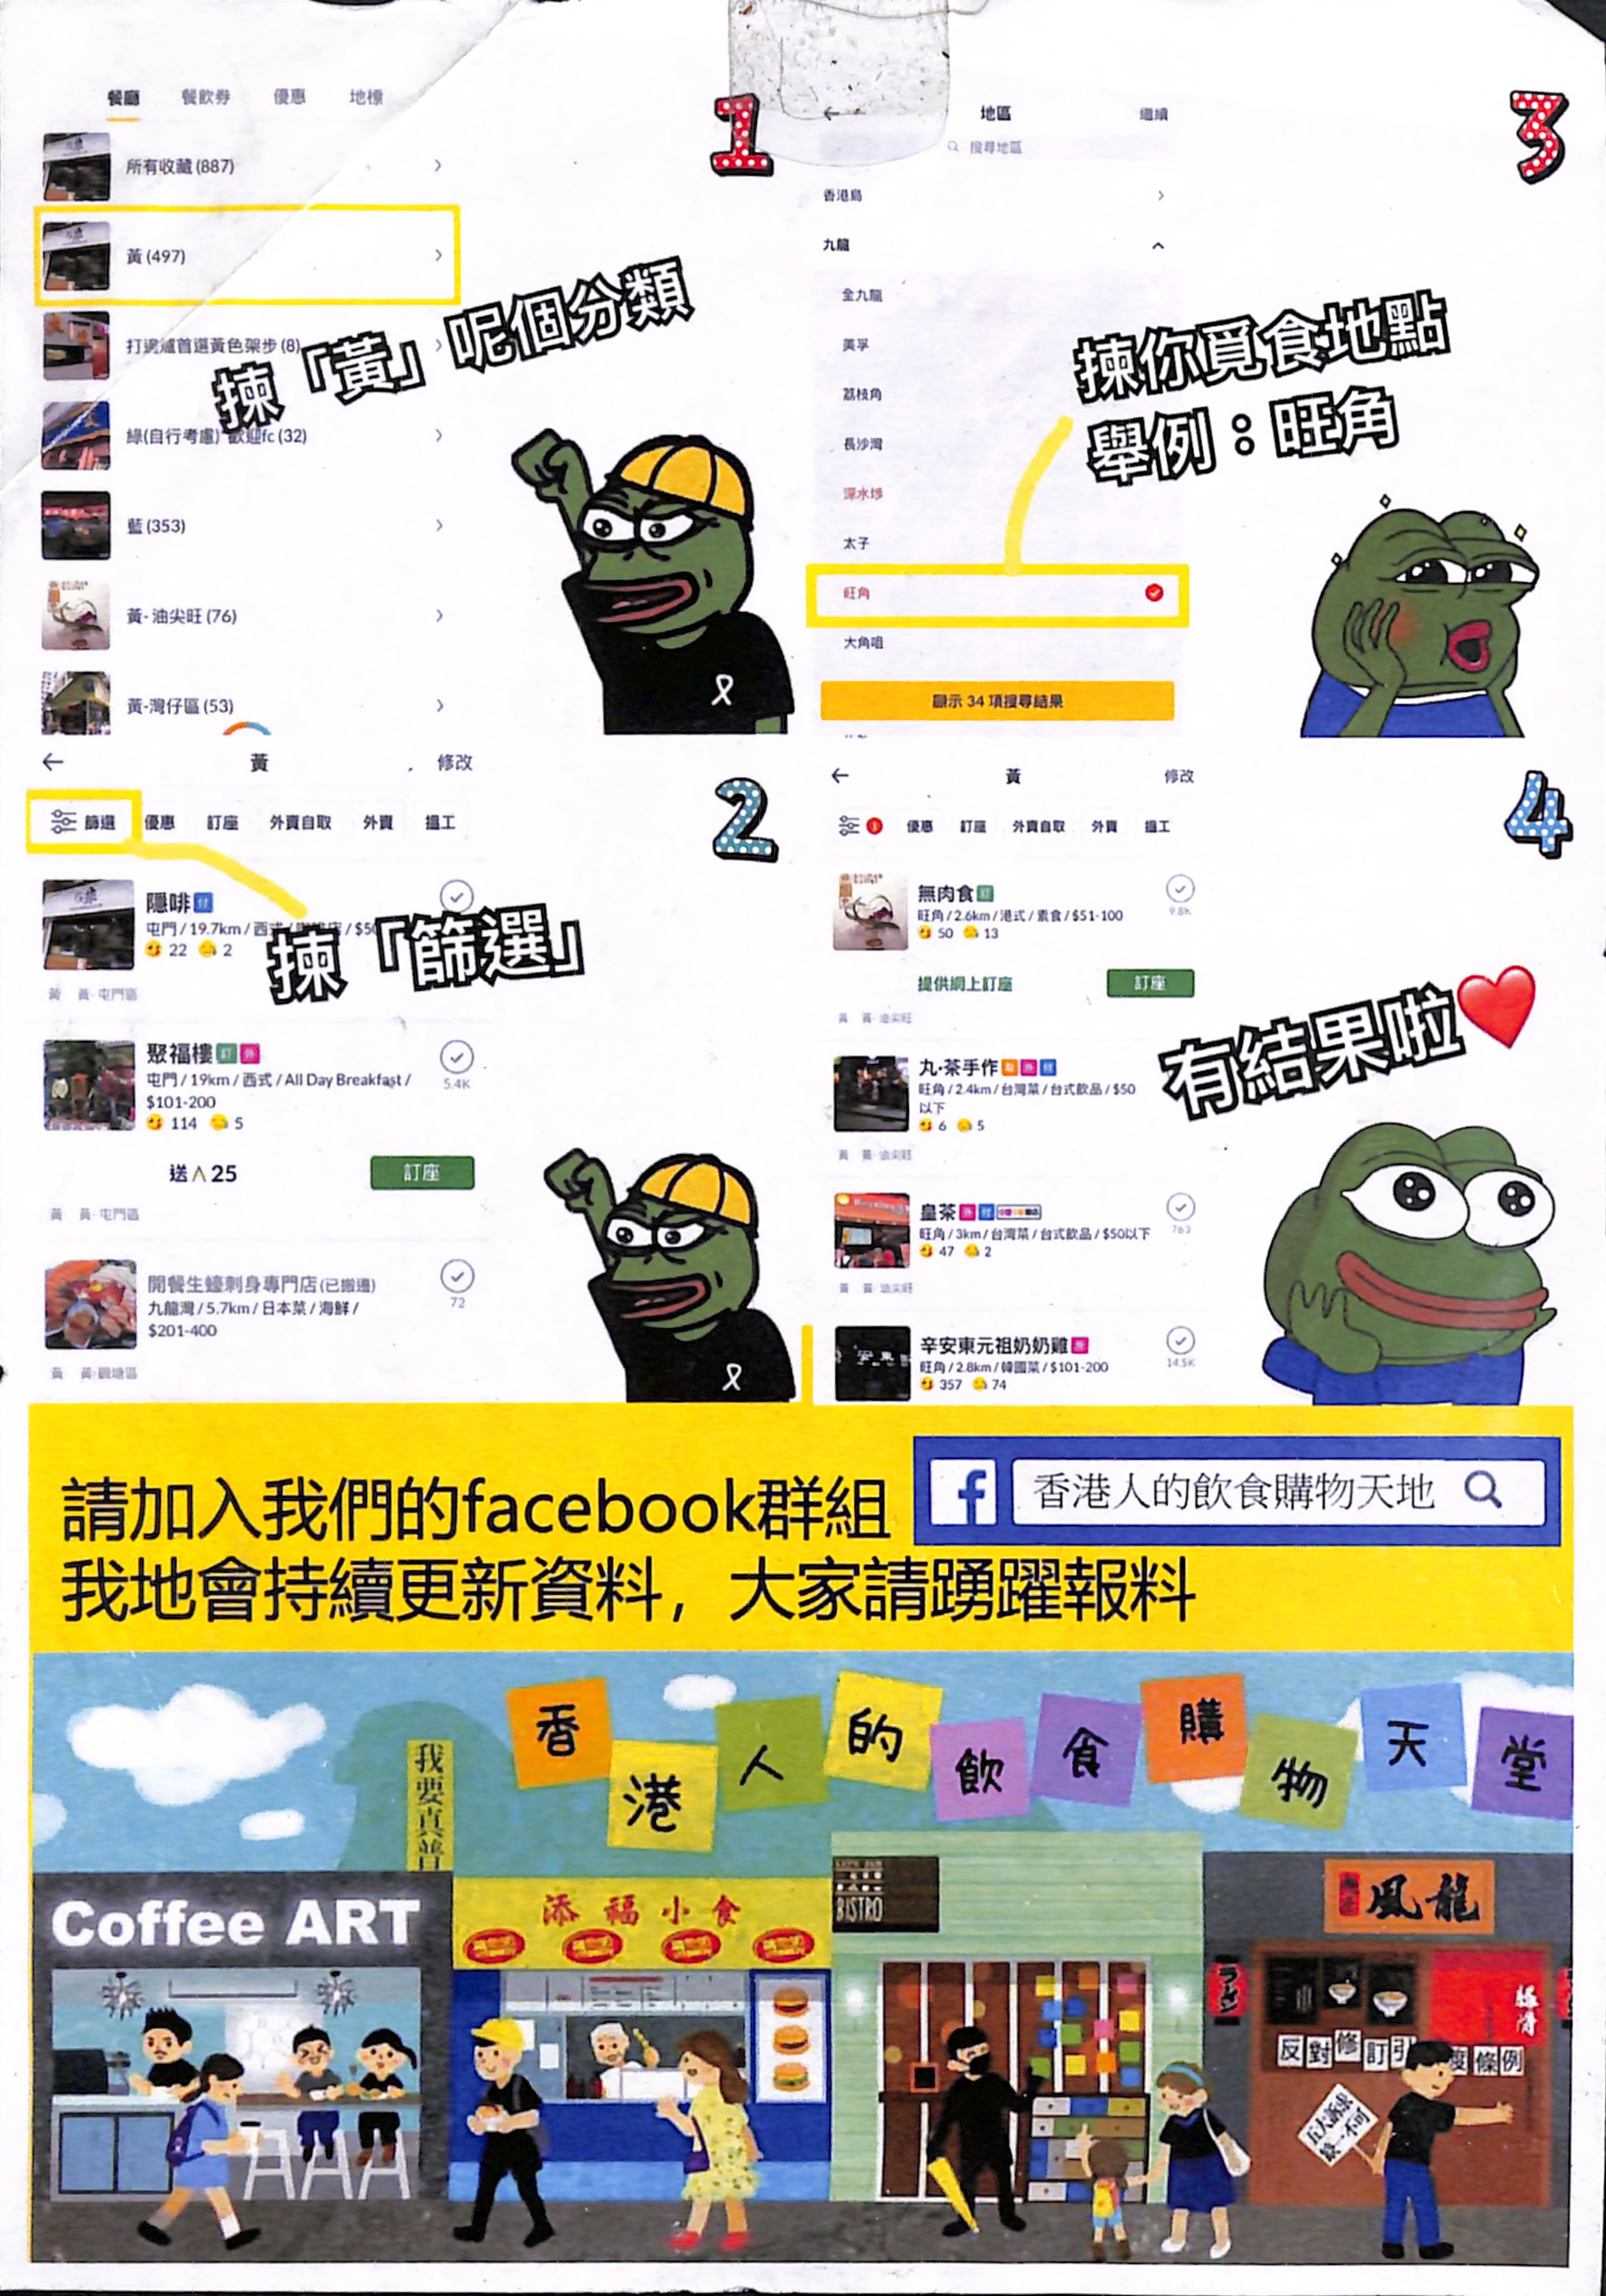 餐廳 餐飲券 優惠 地標
所有收藏 (887)
黃 (497)
打邊爐首選黃色架步 (8)
綠(自行考慮) 歡迎fc (32)
藍 (353)
黃- 油尖旺 (76)
黃-灣仔區 (53)
1
揀「黃」呢個分類
黃 修改
篩選 優惠 訂座 外賣自取 外賣 搵工
隱啡 付
屯門 / 19.7km / 西式
22 2
黃 黃- 屯門區
聚福樓 訂 外
屯門 / 19km / 西式 / All Day Breakfast /
$101-200
5.4K
114 5
送 25 訂座
黃 黃- 屯門區
開餐生蠔刺身專門店 (已搬遷)
九龍灣 / 5.7km / 日本菜 / 海鮮 /
$201-400
72
黃 黃-觀塘區
2
揀「篩選」
地區 繼續
搜尋地區
香港島
九龍
全九龍
美孚
荔枝角
長沙灣
深水埗
太子
旺角
大角咀
顯示 34 項搜尋結果
3
揀你覓食地點
舉例：旺角
黃 修改
1 優惠 訂座 外賣自取 外賣 搵工
無肉食 訂
旺角 / 2.6km / 港式 / 素食 / $51-100
9.8K
50 13
提供網上訂座 訂座
黃 黃- 油尖旺
丸·茶手作
旺角 / 2.4km / 台灣菜 / 台式飲品 / $50
以下
6 5
黃 黃- 油尖旺
皇茶 外 付
旺角 / 3km / 台灣菜 / 台式飲品 / $50以下
763
47 2
黃 黃- 油尖旺
辛安東元祖奶奶雞 外
旺角 / 2.8km / 韓國菜 / $101-200
14.5K
357 74
4
有結果啦
請加入我們的facebook群組
f 香港人的飲食購物天地
我地會持續更新資料，大家請踴躍報料
香港人的飲食購物天堂
我要真普
Coffee ART
添福小食
BISTRO
風龍
ラーメン
豚骨
反對修訂引渡條例
五大訴求
缺一不可